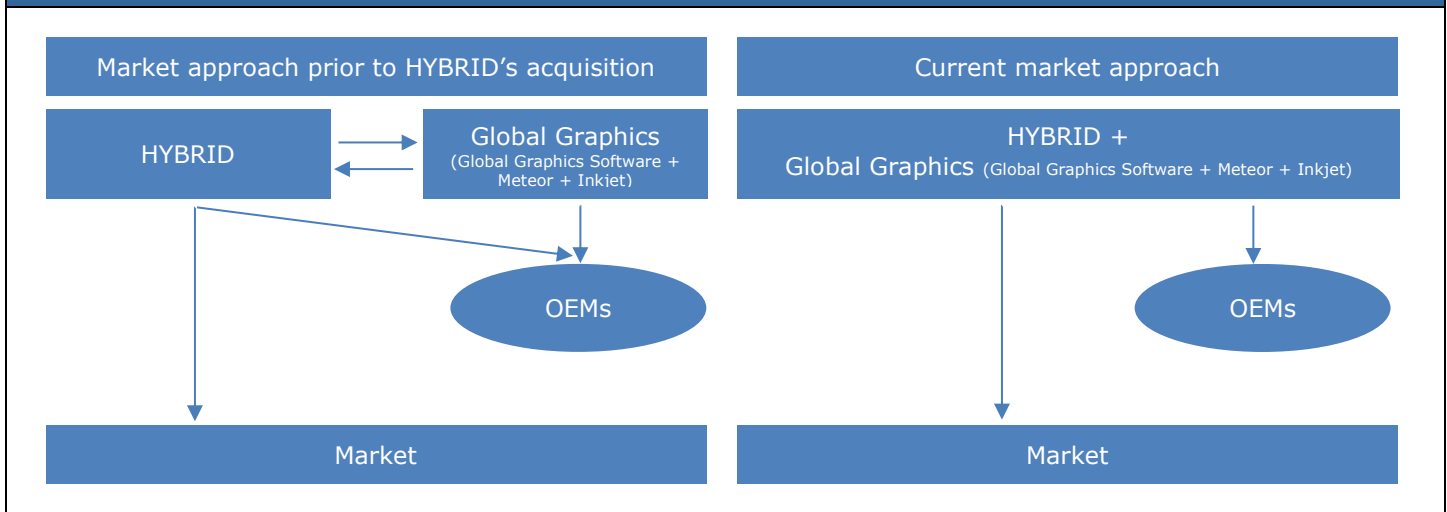 Market approach prior to HYBRID’s acquisition
HYBRID
Global Graphics
(Global Graphics Software +
Meteor + Inkjet)
OEMs
Market
Current market approach
HYBRID +
Global Graphics (Global Graphics Software + Meteor + Inkjet)
OEMs
Market